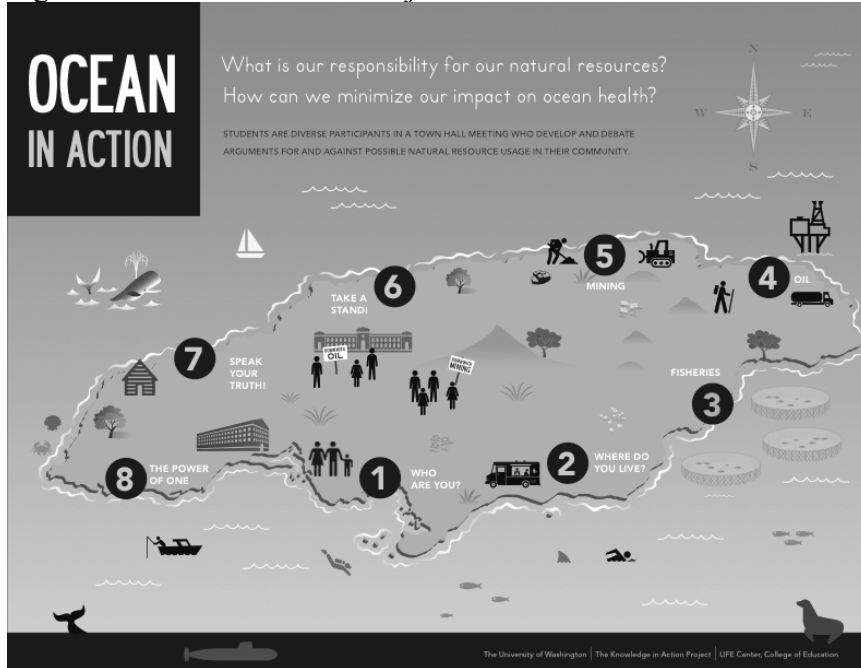 OCEAN
IN ACTION
What is our responsibility for our natural resources?
How can we minimize our impact on ocean health?
STUDENTS ARE DIVERSE PARTICIPANTS IN A TOWN HALL MEETING WHO DEVELOP AND DEBATE
ARGUMENTS FOR AND AGAINST POSSIBLE NATURAL RESOURCE USAGE IN THEIR COMMUNITY.
N
W
E
S
1
WHO
ARE YOU?
2
WHERE DO
YOU LIVE?
FISHERIES
3
4
OIL
5
MINING
6
TAKE A
STAND!
OIL
MINING
7
SPEAK
YOUR
TRUTH!
8
THE POWER
OF ONE
The University of Washington | The Knowledge in Action Project | LIFE Center, College of Education